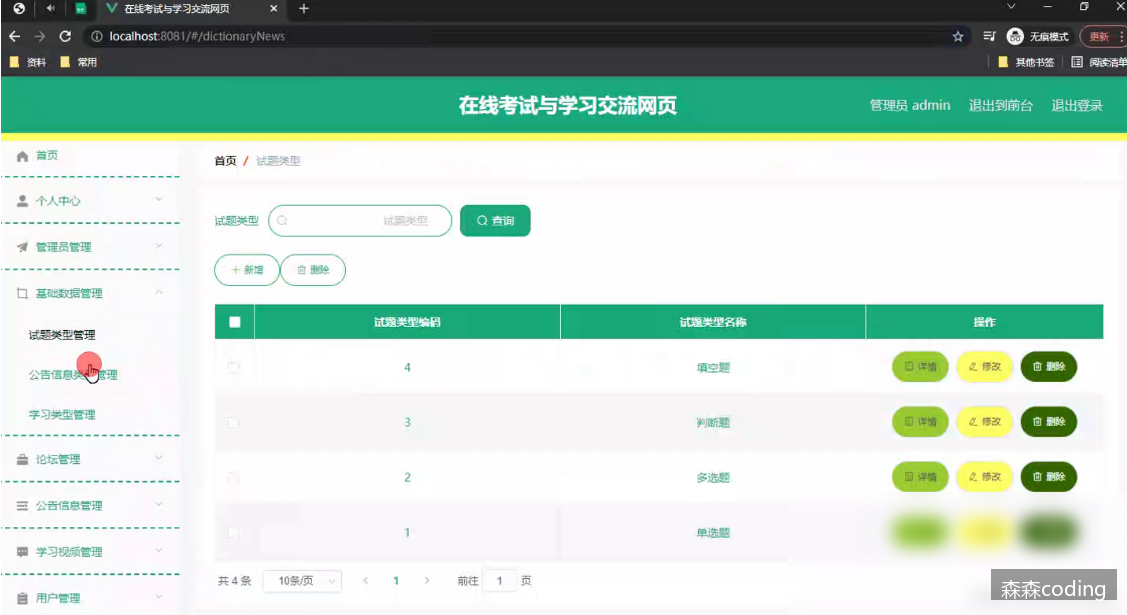 在线考试与学习交流网页
localhost:8081/#/dictionaryNews
无痕模式
更新
资料
常用
其他书签
阅读清单
在线考试与学习交流网页
管理员 admin
退出到前台
退出登录
首页
个人中心
管理员管理
基础数据管理
试题类型管理
公告信息类型管理
学习类型管理
论坛管理
公告信息管理
学习视频管理
用户管理
首页 / 试题类型
试题类型 试题类型 查询
新增 删除
试题类型编码 试题类型名称 操作
4 填空题 详情 修改 删除
3 判断题 详情 修改 删除
2 多选题 详情 修改 删除
1 单选题
共 4 条 10条/页 1 前往 1 页
森森coding